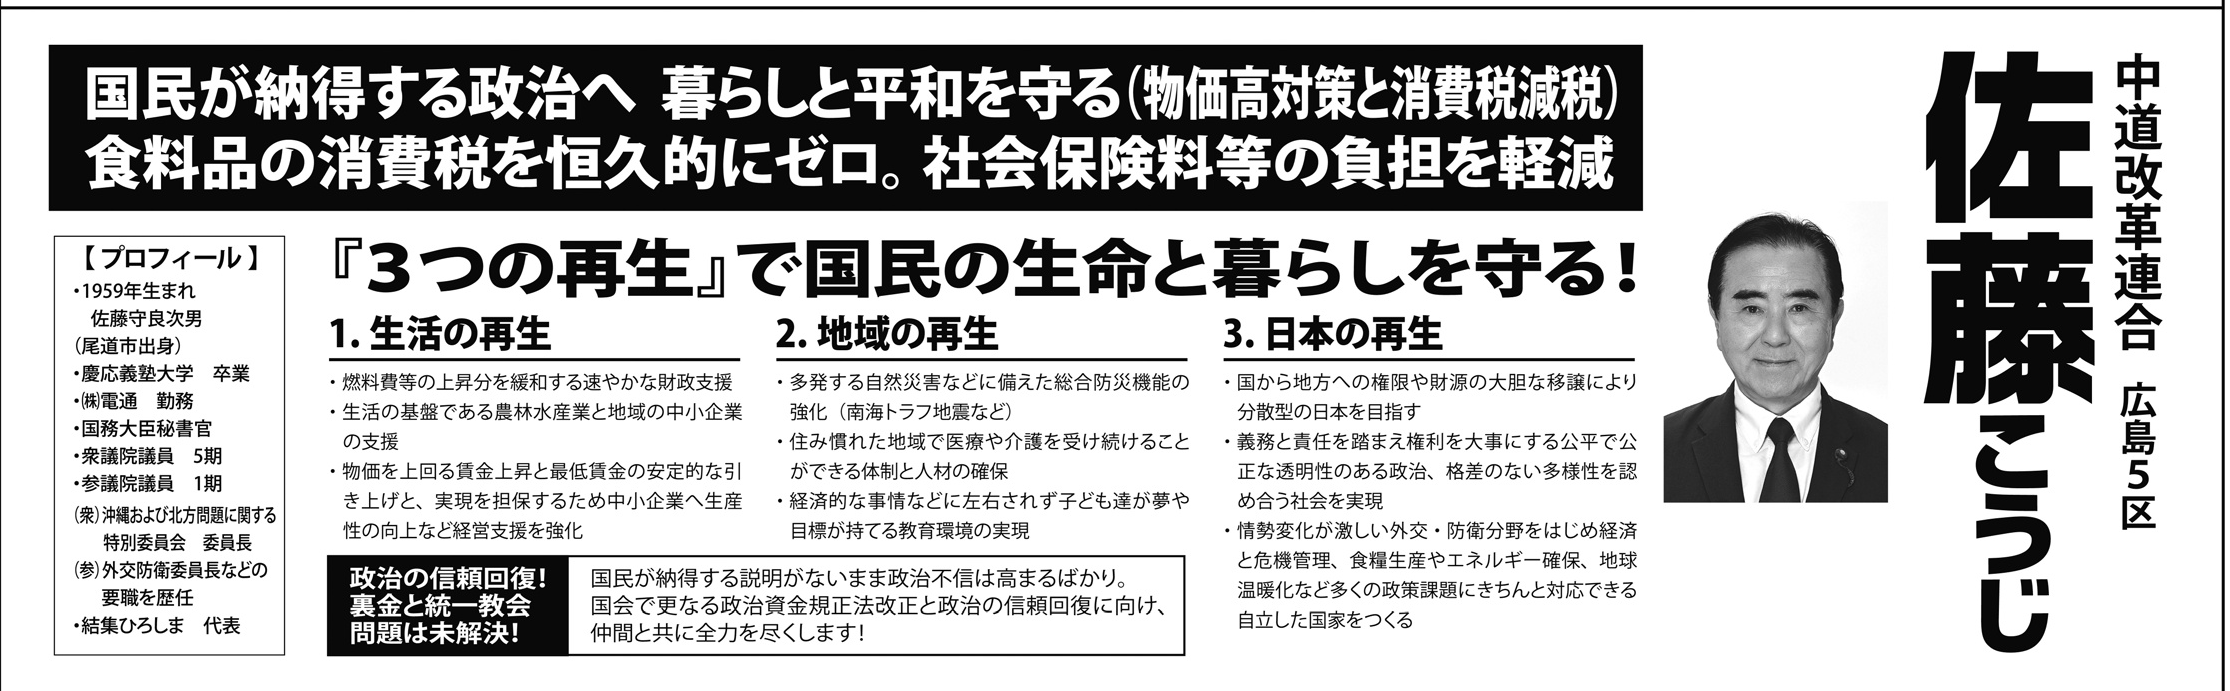 中道改革連合 広島5区
佐藤こうじ
国民が納得する政治へ 暮らしと平和を守る(物価高対策と消費税減税)
食料品の消費税を恒久的にゼロ。社会保険料等の負担を軽減
『3つの再生』で国民の生命と暮らしを守る!
1. 生活の再生
・燃料費等の上昇分を緩和する速やかな財政支援
・生活の基盤である農林水産業と地域の中小企業
の支援
・物価を上回る賃金上昇と最低賃金の安定的な引
き上げと、実現を担保するため中小企業へ生産
性の向上など経営支援を強化
2. 地域の再生
・多発する自然災害などに備えた総合防災機能の
強化（南海トラフ地震など）
・住み慣れた地域で医療や介護を受け続けること
ができる体制と人材の確保
・経済的な事情などに左右されず子ども達が夢や
目標が持てる教育環境の実現
3. 日本の再生
・国から地方への権限や財源の大胆な移譲により
分散型の日本を目指す
・義務と責任を踏まえ権利を大事にする公平で公
正な透明性のある政治、格差のない多様性を認
め合う社会を実現
・情勢変化が激しい外交・防衛分野をはじめ経済
と危機管理、食糧生産やエネルギー確保、地球
温暖化など多くの政策課題にきちんと対応できる
自立した国家をつくる
政治の信頼回復!
裏金と統一教会
問題は未解決!
国民が納得する説明がないまま政治不信は高まるばかり。
国会で更なる政治資金規正法改正と政治の信頼回復に向け、
仲間と共に全力を尽くします!
【プロフィール】
・1959年生まれ
佐藤守良次男
（尾道市出身）
・慶応義塾大学 卒業
・㈱電通 勤務
・国務大臣秘書官
・衆議院議員 5期
・参議院議員 1期
（衆）沖縄および北方問題に関する
特別委員会 委員長
（参）外交防衛委員長などの
要職を歴任
・結集ひろしま 代表